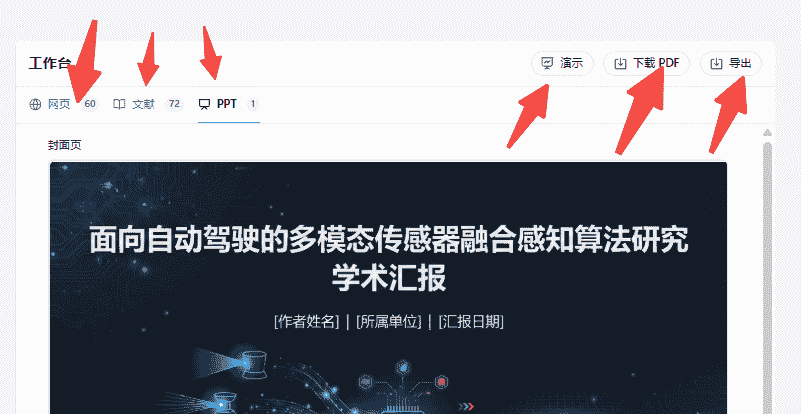 工作台
演示 下载 PDF 导出
网页 60 文献 72 PPT 1
封面页
面向自动驾驶的多模态传感器融合感知算法研究
学术汇报
[作者姓名] | [所属单位] | [汇报日期]